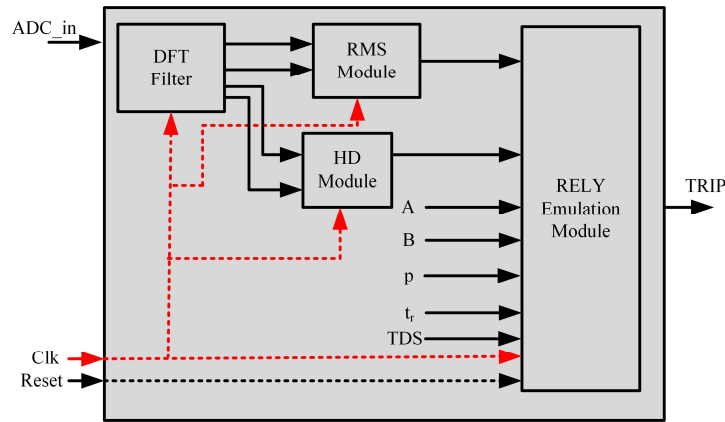 ADC_in
DFT
Filter
RMS
Module
HD
Module
A
B
p
tr
TDS
RELY
Emulation
Module
TRIP
Clk
Reset